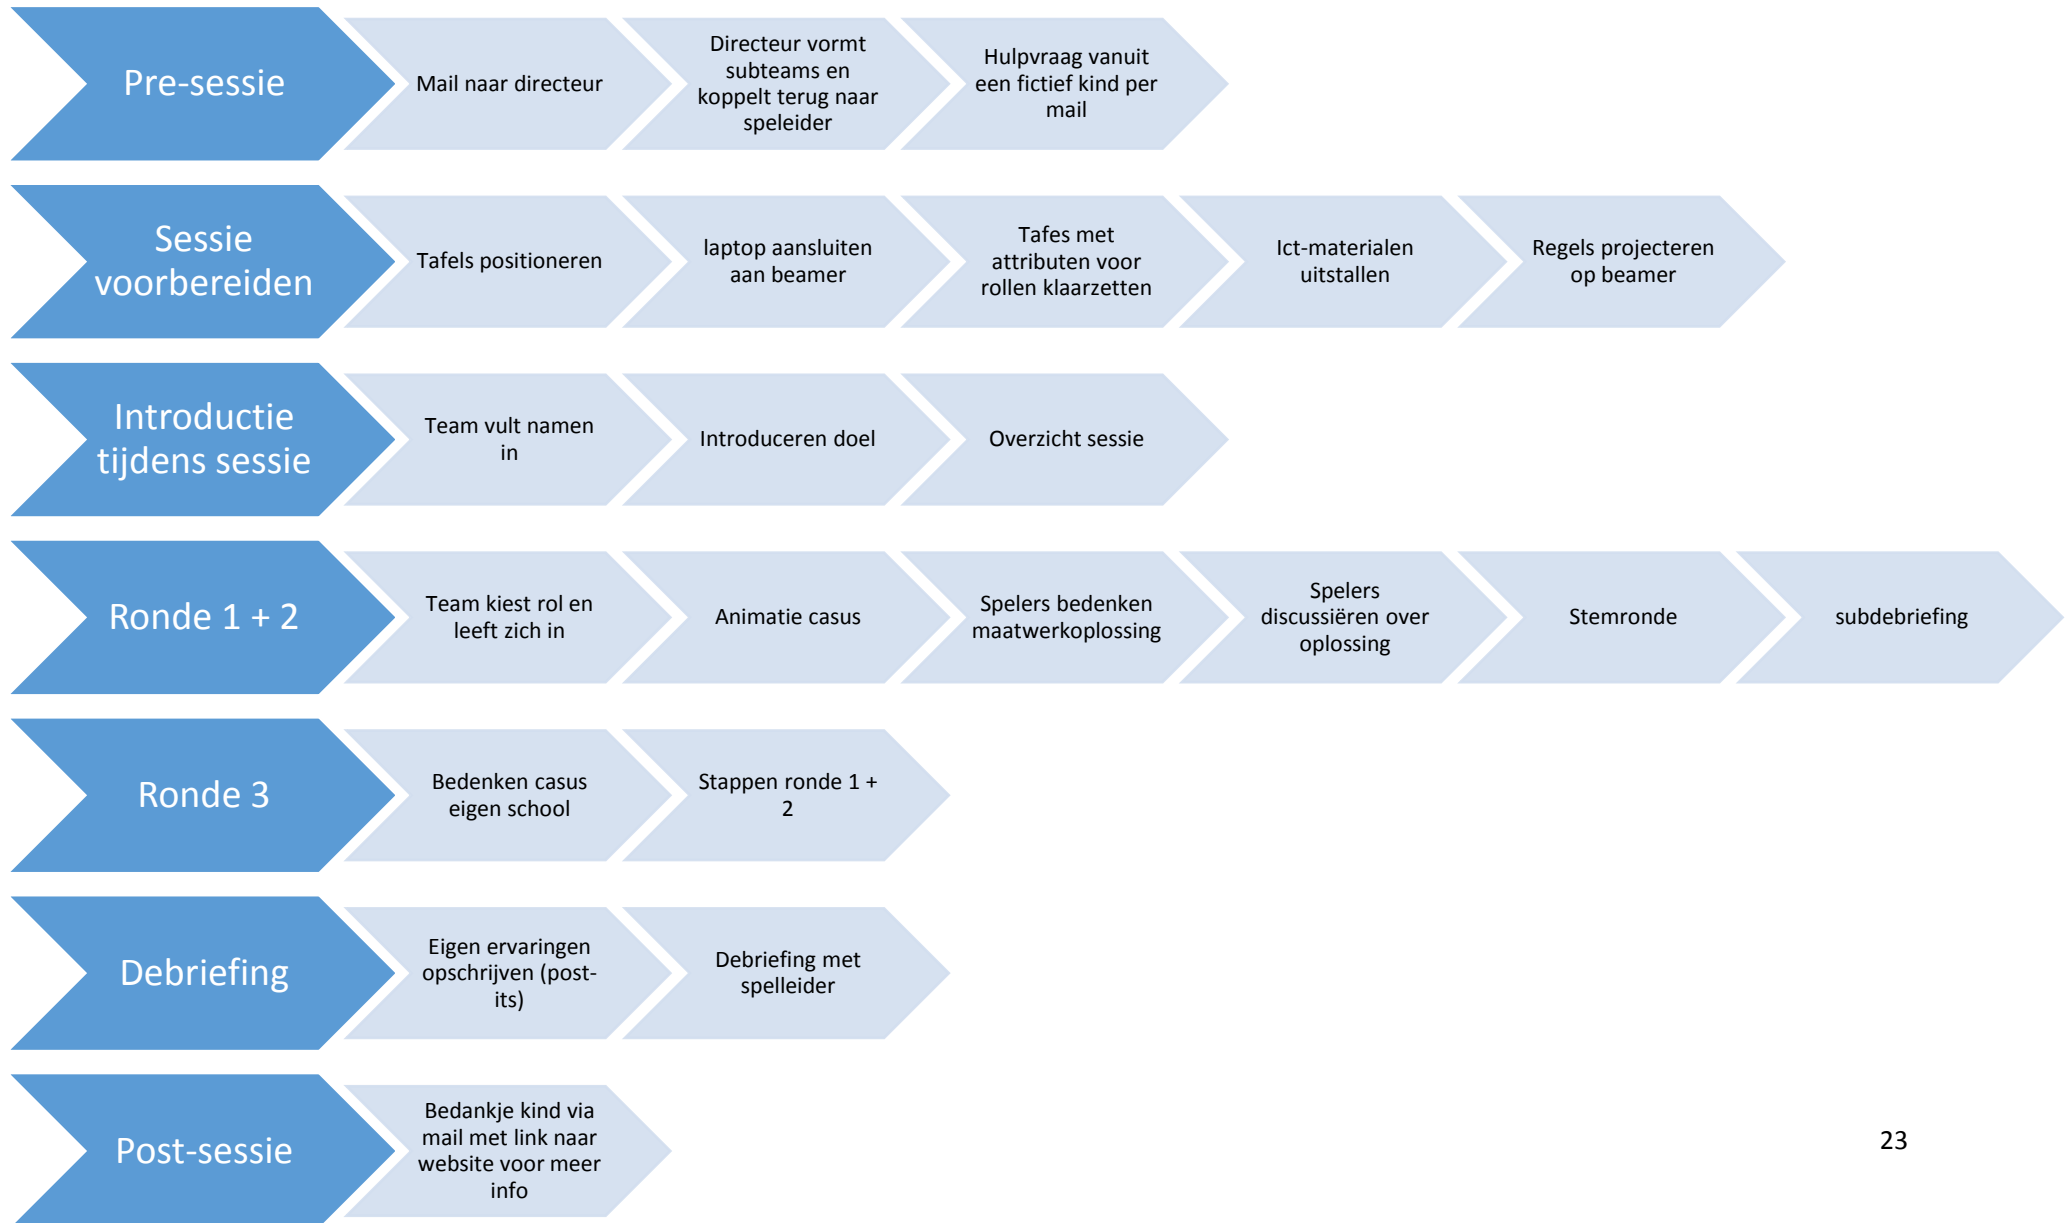 Pre-sessie
Mail naar directeur
Directeur vormt
subteams en
koppelt terug naar
speleider
Hulpvraag vanuit
een fictief kind per
mail
Sessie
voorbereiden
Tafels positioneren
laptop aansluiten
aan beamer
Tafes met
attributen voor
rollen klaarzetten
Ict-materialen
uitstallen
Regels projecteren
op beamer
Introductie
tijdens sessie
Team vult namen
in
Introduceren doel
Overzicht sessie
Ronde 1 + 2
Team kiest rol en
leeft zich in
Animatie casus
Spelers bedenken
maatwerkoplossing
Spelers
discussiëren over
oplossing
Stemronde
subdebriefing
Ronde 3
Bedenken casus
eigen school
Stappen ronde 1 +
2
Debriefing
Eigen ervaringen
opschrijven (post-
its)
Debriefing met
spelleider
Post-sessie
Bedankje kind via
mail met link naar
website voor meer
info
23